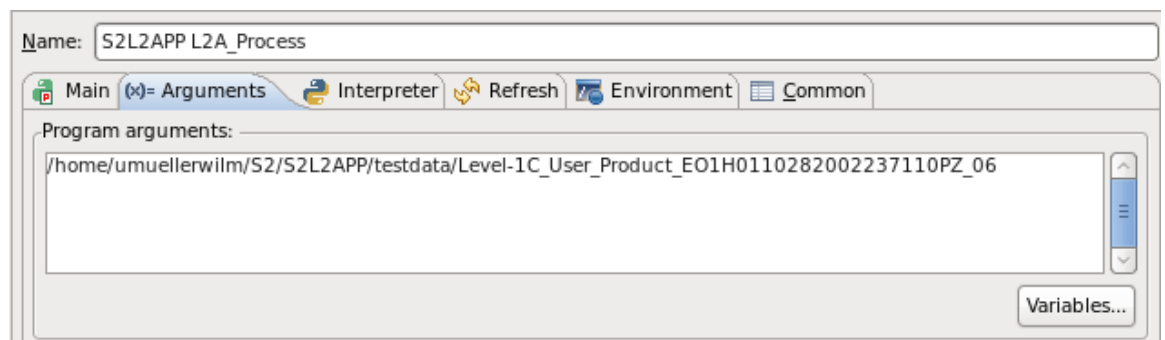 Name: S2L2APP L2A_Process
Main (x)= Arguments Interpreter Refresh Environment Common
Program arguments:
/home/umuellerwilm/S2/S2L2APP/testdata/Level-1C_User_Product_EO1H0110282002237110PZ_06
Variables...